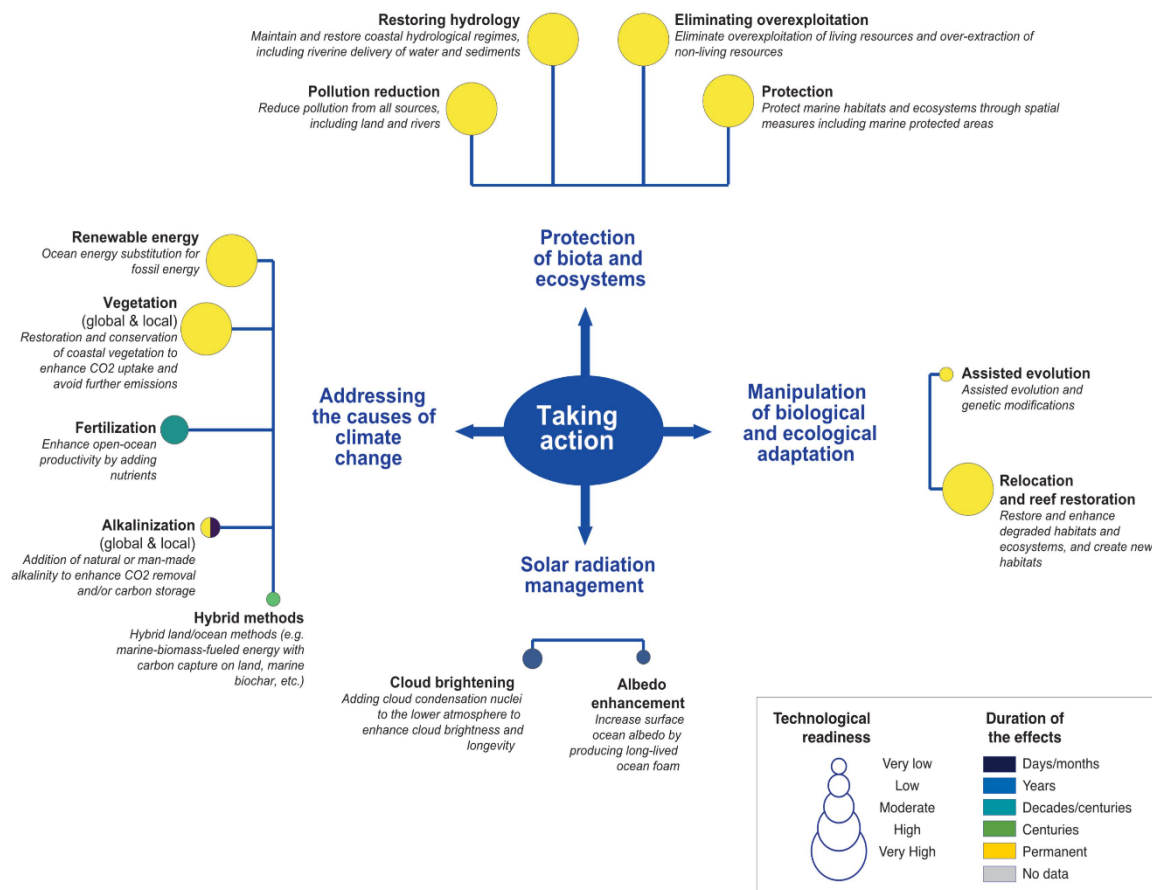 Restoring hydrology
Maintain and restore coastal hydrological regimes,
including riverine delivery of water and sediments
Eliminating overexploitation
Eliminate overexploitation of living resources and over-extraction of
non-living resources
Pollution reduction
Reduce pollution from all sources,
including land and rivers
Protection
Protect marine habitats and ecosystems through spatial
measures including marine protected areas
Protection
of biota and
ecosystems
Renewable energy
Ocean energy substitution for
fossil energy
Vegetation
(global & local)
Restoration and conservation
of coastal vegetation to
enhance CO2 uptake and
avoid further emissions
Fertilization
Enhance open-ocean
productivity by adding
nutrients
Alkalinization
(global & local)
Addition of natural or man-made
alkalinity to enhance CO2 removal
and/or carbon storage
Hybrid methods
Hybrid land/ocean methods (e.g.
marine-biomass-fueled energy with
carbon capture on land, marine
biochar, etc.)
Addressing
the causes of
climate
change
Taking
action
Manipulation
of biological
and ecological
adaptation
Assisted evolution
Assisted evolution and
genetic modifications
Relocation
and reef restoration
Restore and enhance
degraded habitats and
ecosystems, and create new
habitats
Solar radiation
management
Cloud brightening
Adding cloud condensation nuclei
to the lower atmosphere to
enhance cloud brightness and
longevity
Albedo
enhancement
Increase surface
ocean albedo by
producing long-lived
ocean foam
Technological
readiness
Very low
Low
Moderate
High
Very High
Duration of
the effects
Days/months
Years
Decades/centuries
Centuries
Permanent
No data